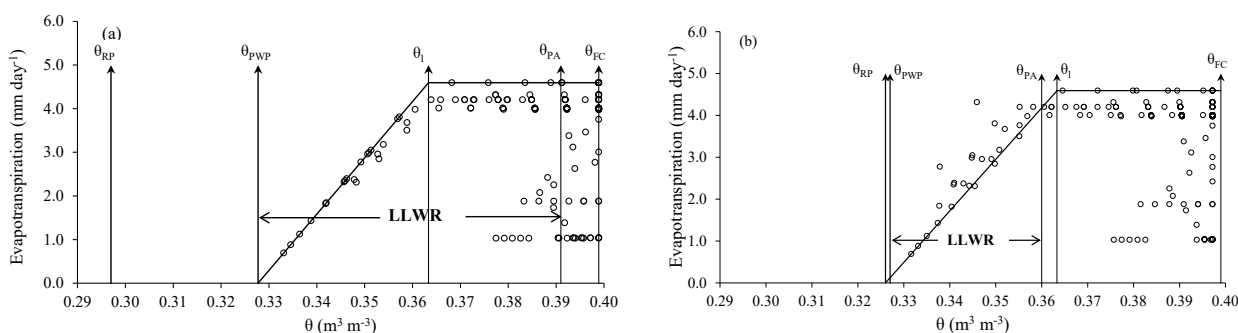 (a)
θRP
θPWP
θl
θPA
θFC
6.0
5.0
4.0
3.0
2.0
1.0
0.0
Evapotranspiration (mm day-1)
LLWR
0.29 0.30 0.31 0.32 0.33 0.34 0.35 0.36 0.37 0.38 0.39 0.40
θ (m3 m-3)
(b)
θRP
θPWP
θPA
θl
θFC
6.0
5.0
4.0
3.0
2.0
1.0
0.0
Evapotranspiration (mm day-1)
LLWR
0.29 0.30 0.31 0.32 0.33 0.34 0.35 0.36 0.37 0.38 0.39 0.40
θ (m3 m-3)